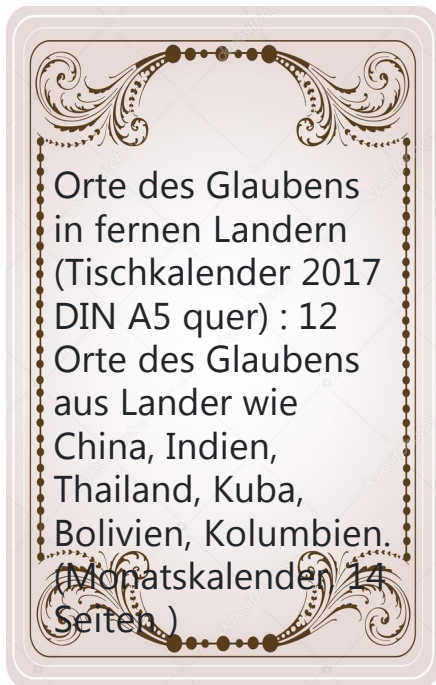 Orte des Glaubens
in fernen Landern
(Tischkalender 2017
DIN A5 quer) : 12
Orte des Glaubens
aus Lander wie
China, Indien,
Thailand, Kuba,
Bolivien, Kolumbien.
(Monatskalender, 14
Seiten )